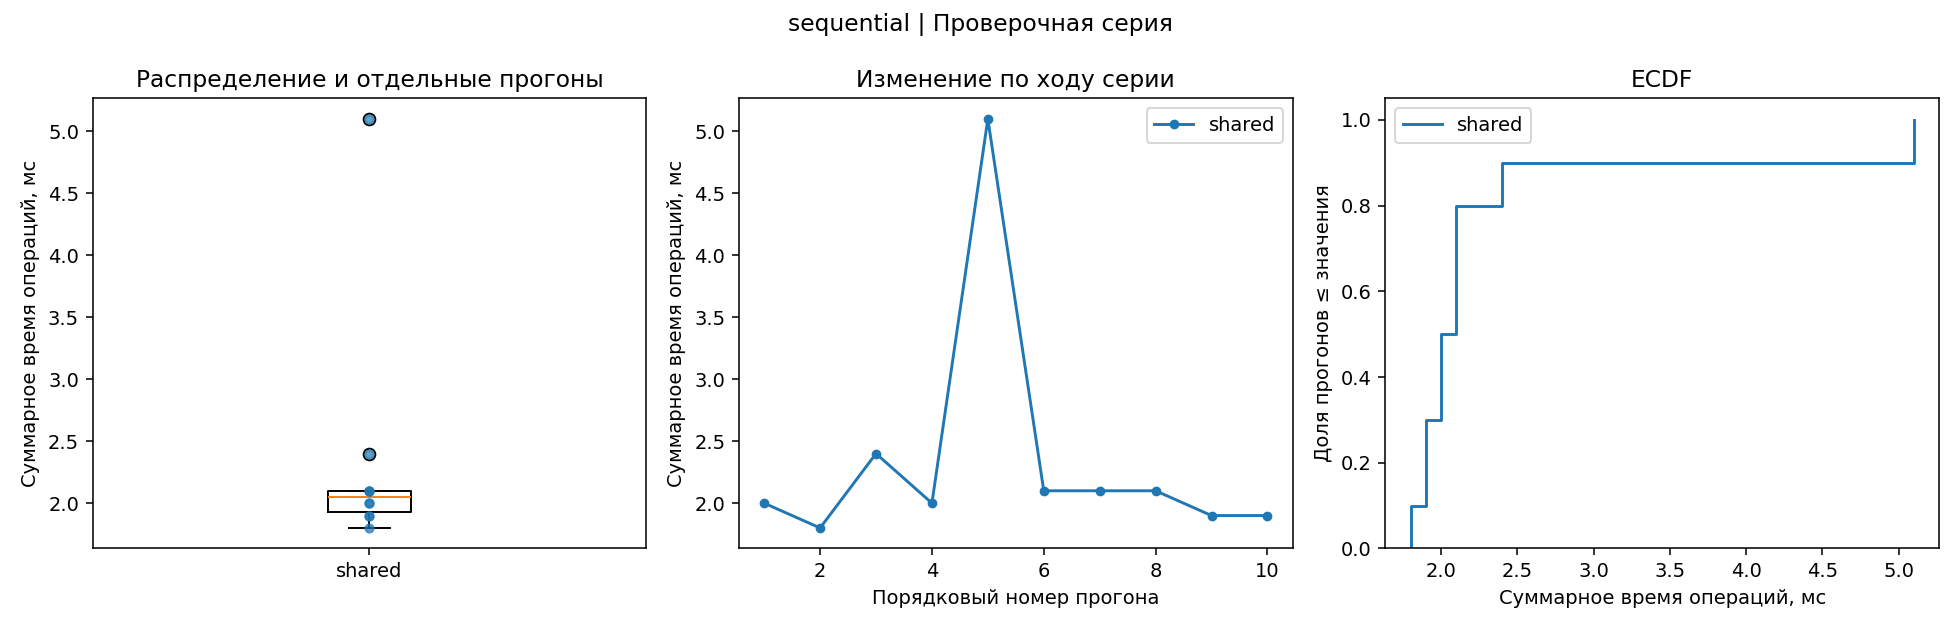 sequential | Проверочная серия
Распределение и отдельные прогоны
Суммарное время операций, мс
5.0
4.5
4.0
3.5
3.0
2.5
2.0
shared
Изменение по ходу серии
Суммарное время операций, мс
5.0
4.5
4.0
3.5
3.0
2.5
2.0
shared
2 4 6 8 10
Порядковый номер прогона
ECDF
Доля прогонов ≤ значения
1.0
0.8
0.6
0.4
0.2
0.0
shared
2.0 2.5 3.0 3.5 4.0 4.5 5.0
Суммарное время операций, мс